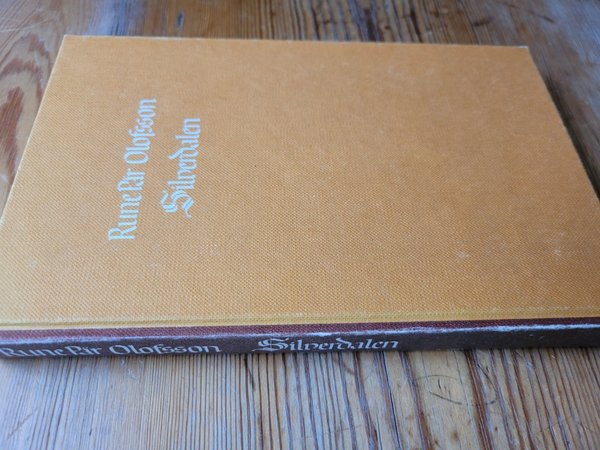 Rune Pär Olofsson
Silverdalen
Rune Pär Olofsson Silverdalen